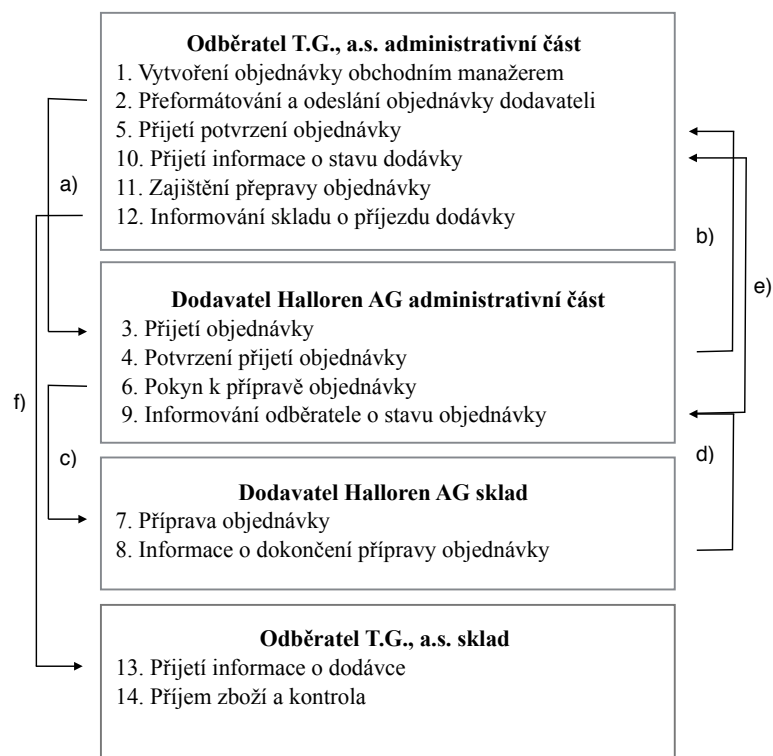 Odběratel T.G., a.s. administrativní část
1. Vytvoření objednávky obchodním manažerem
2. Přeformátování a odeslání objednávky dodavateli
5. Přijetí potvrzení objednávky
10. Přijetí informace o stavu dodávky
11. Zajištění přepravy objednávky
12. Informování skladu o příjezdu dodávky
a)
b)
e)
Dodavatel Halloren AG administrativní část
3. Přijetí objednávky
4. Potvrzení přijetí objednávky
6. Pokyn k přípravě objednávky
9. Informování odběratele o stavu objednávky
f)
c)
d)
Dodavatel Halloren AG sklad
7. Příprava objednávky
8. Informace o dokončení přípravy objednávky
Odběratel T.G., a.s. sklad
13. Přijetí informace o dodávce
14. Příjem zboží a kontrola